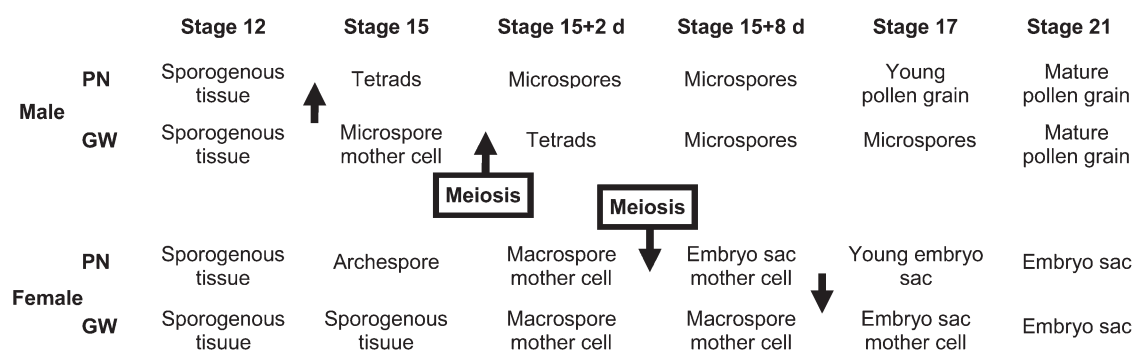 Stage 12 Stage 15 Stage 15+2 d Stage 15+8 d Stage 17 Stage 21
PN Sporogenous tissue Tetrads Microspores Microspores Young pollen grain Mature pollen grain
Male
GW Sporogenous tissue Microspore mother cell Tetrads Microspores Microspores Mature pollen grain
Meiosis Meiosis
PN Sporogenous tissue Archespore Macrospore mother cell Embryo sac mother cell Young embryo sac Embryo sac
Female
GW Sporogenous tisuue Sporogenous tisuue Macrospore mother cell Macrospore mother cell Embryo sac mother cell Embryo sac